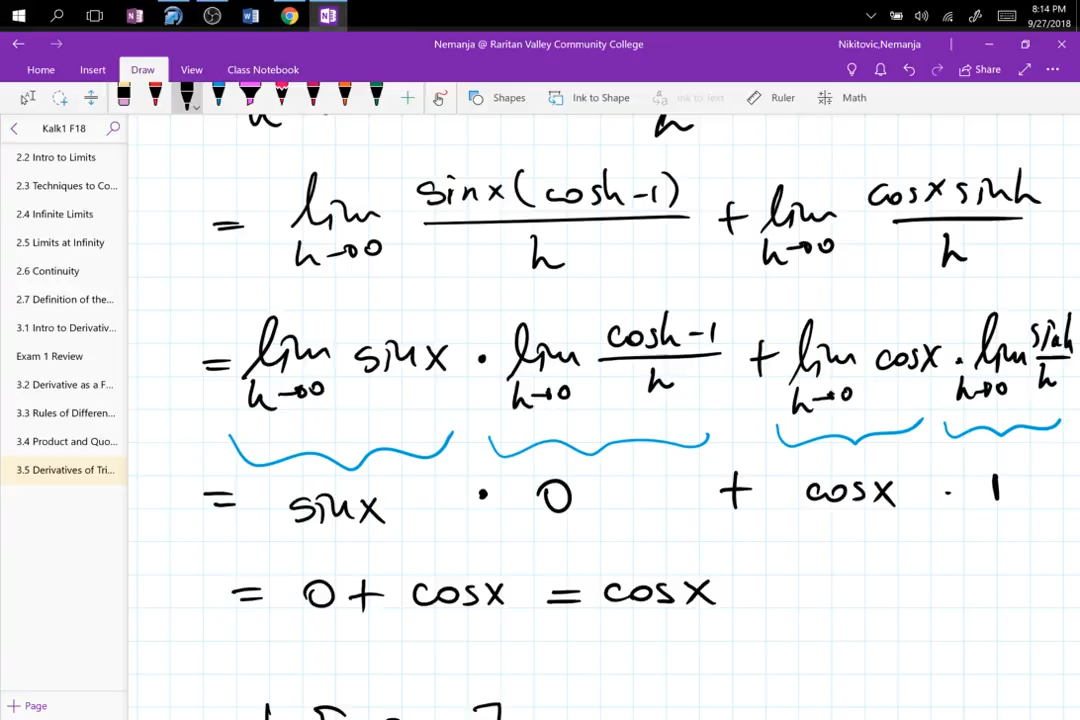 8:14 PM
9/27/2018
Nemanja @ Raritan Valley Community College
Nikitovic,Nemanja
Home Insert Draw View Class Notebook Share
Shapes Ink to Shape Ink to Text Ruler Math
Kalk1 F18
2.2 Intro to Limits
2.3 Techniques to Co...
2.4 Infinite Limits
2.5 Limits at Infinity
2.6 Continuity
2.7 Definition of the...
3.1 Intro to Derivativ...
Exam 1 Review
3.2 Derivative as a F...
3.3 Rules of Differen...
3.4 Product and Quo...
3.5 Derivatives of Tri...
+ Page
h
= lim h→0 sinx(cosh-1)/h + lim h→0 cosx sinh/h
= lim h→0 sinx · lim h→0 cosh-1/h + lim h→0 cosx · lim h→0 sinh/h
= sinx · 0 + cosx · 1
= 0 + cosx = cosx